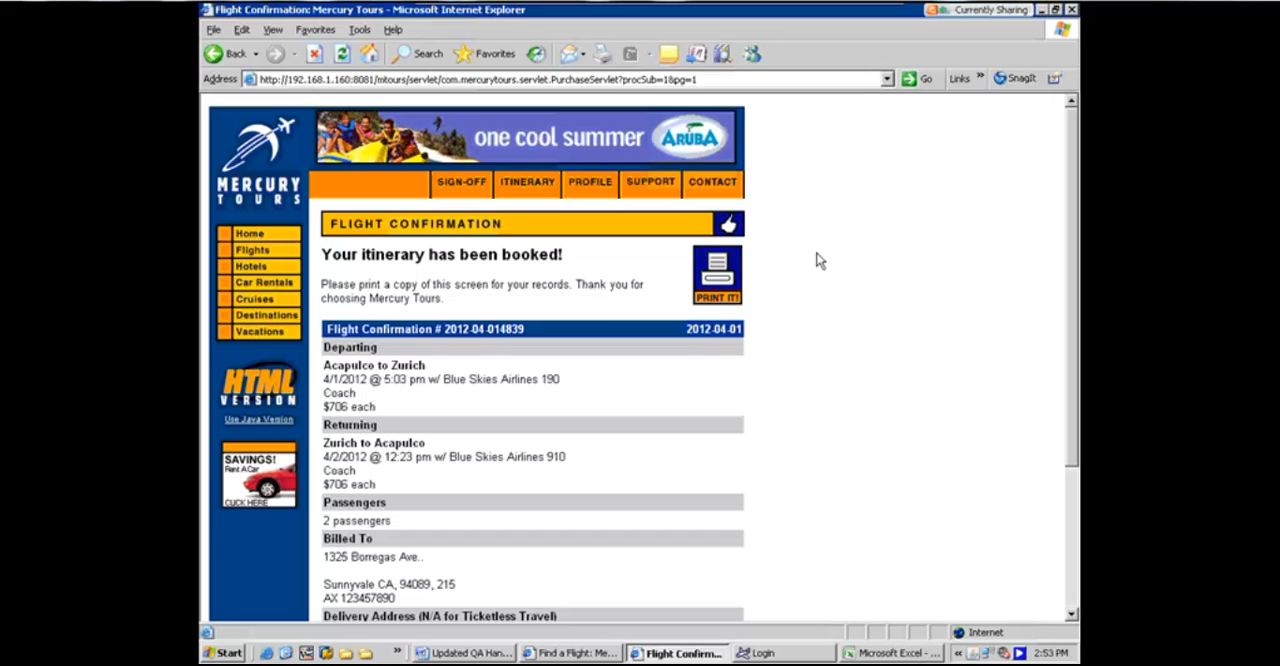 Flight Confirmation: Mercury Tours - Microsoft Internet Explorer
Currently Sharing
File Edit View Favorites Tools Help
Back Search Favorites
Address http://192.168.1.160:8081/mtours/servlet/com.mercurytours.servlet.PurchaseServlet?procSub=1&pg=1 Go Links » SnagIt
one cool summer ARUBA
MERCURY
TOURS
SIGN-OFF ITINERARY PROFILE SUPPORT CONTACT
Home
Flights
Hotels
Car Rentals
Cruises
Destinations
Vacations
HTML
VERSION
Use Java Version
SAVINGS!
Rent A Car
CLICK HERE
FLIGHT CONFIRMATION
Your itinerary has been booked!
Please print a copy of this screen for your records. Thank you for
choosing Mercury Tours.
PRINT IT!
Flight Confirmation # 2012-04-014839 2012-04-01
Departing
Acapulco to Zurich
4/1/2012 @ 5:03 pm w/ Blue Skies Airlines 190
Coach
$706 each
Returning
Zurich to Acapulco
4/2/2012 @ 12:23 pm w/ Blue Skies Airlines 910
Coach
$706 each
Passengers
2 passengers
Billed To
1325 Borregas Ave..
Sunnyvale CA, 94089, 215
AX 123457890
Delivery Address (N/A for Ticketless Travel)
Internet
Start » Updated QA Han... Find a Flight: Me... Flight Confirm... Login Microsoft Excel - ... « 2:53 PM